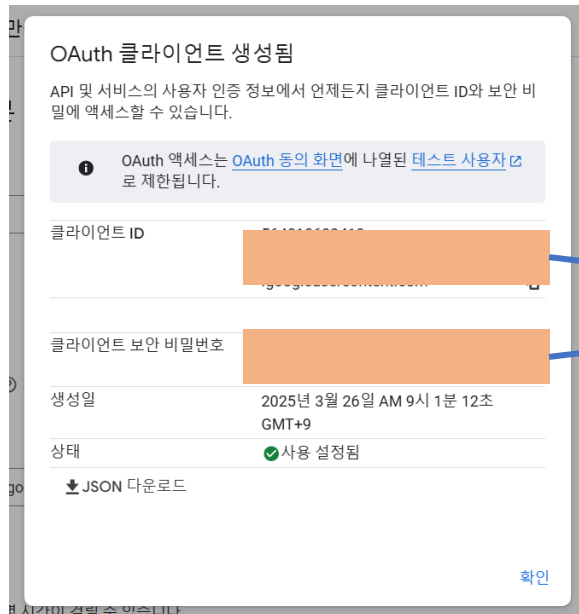 OAuth 클라이언트 생성됨
API 및 서비스의 사용자 인증 정보에서 언제든지 클라이언트 ID와 보안 비
밀에 액세스할 수 있습니다.
OAuth 액세스는 OAuth 동의 화면에 나열된 테스트 사용자
로 제한됩니다.
클라이언트 ID
클라이언트 보안 비밀번호
생성일
2025년 3월 26일 AM 9시 1분 12초
GMT+9
상태
사용 설정됨
JSON 다운로드
확인